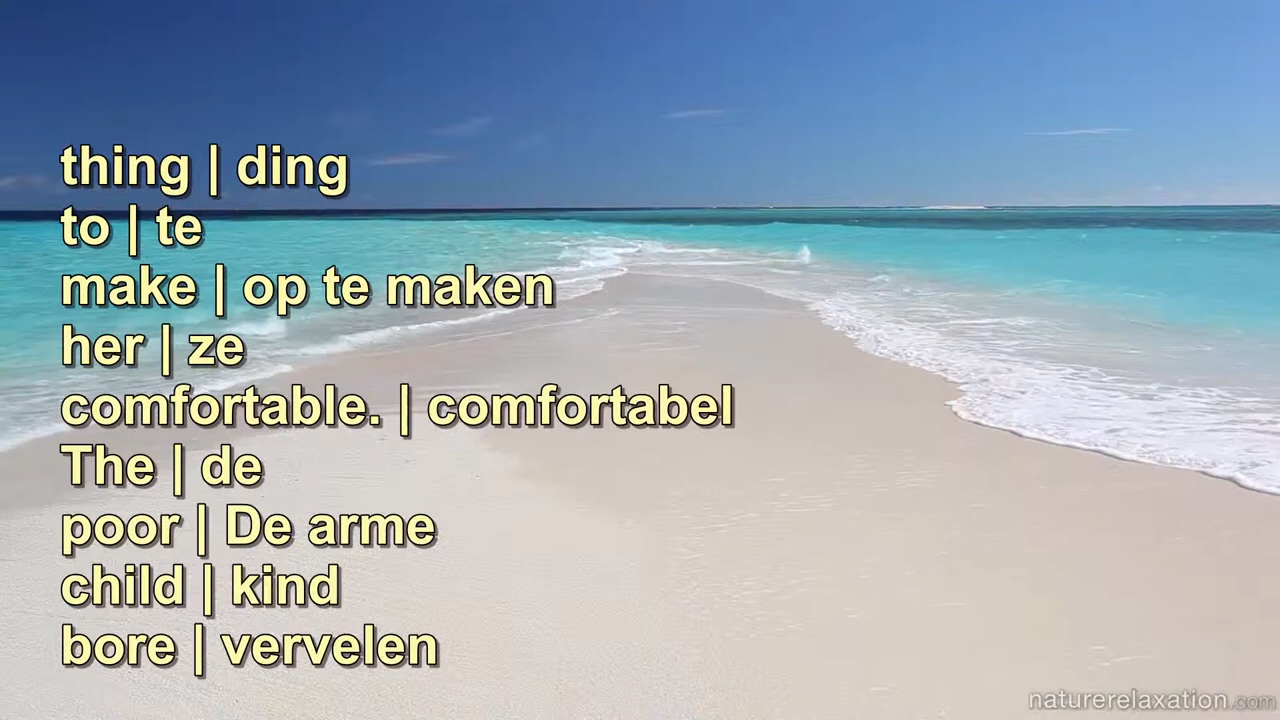 thing | ding
to | te
make | op te maken
her | ze
comfortable. | comfortabel
The | de
poor | De arme
child | kind
bore | vervelen
naturerelaxation.com